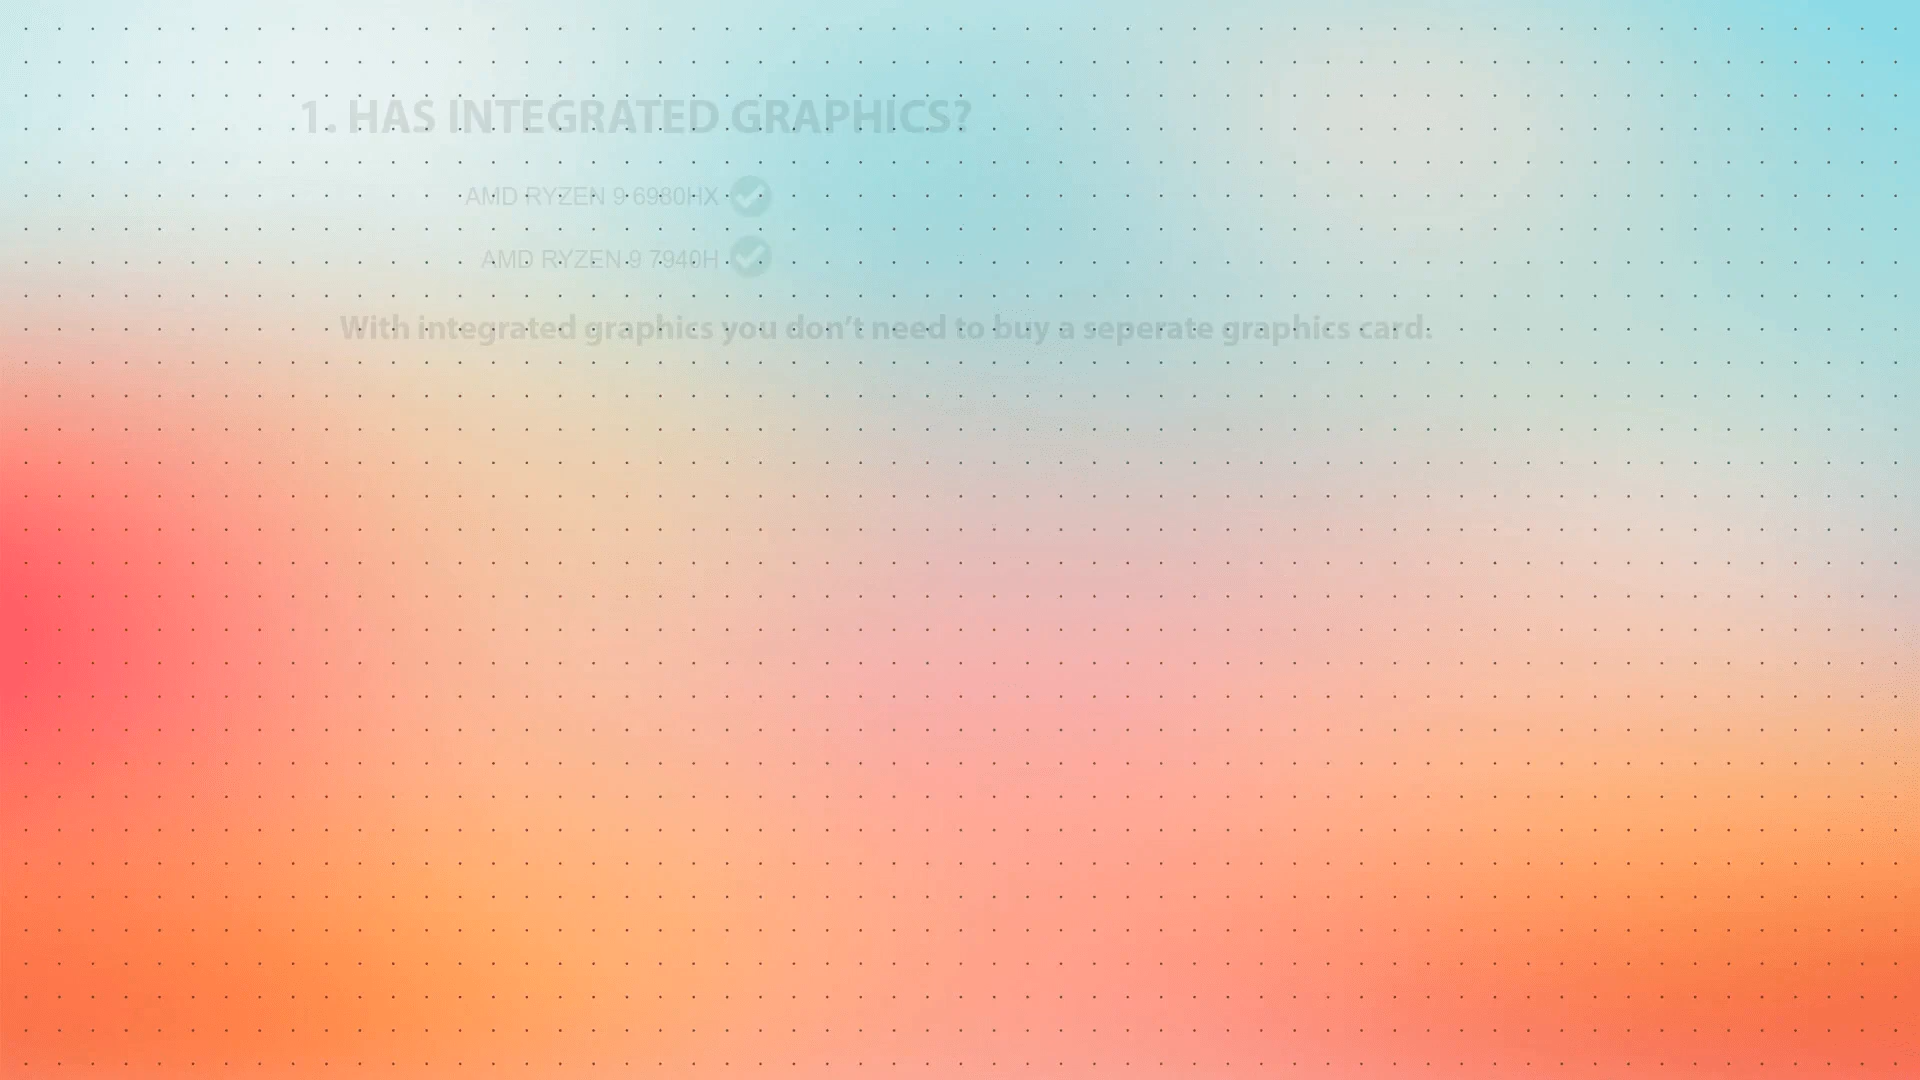 1. HAS INTEGRATED GRAPHICS?
AMD RYZEN 9 6980HX
AMD RYZEN 9 7940H
With integrated graphics you don’t need to buy a seperate graphics card.